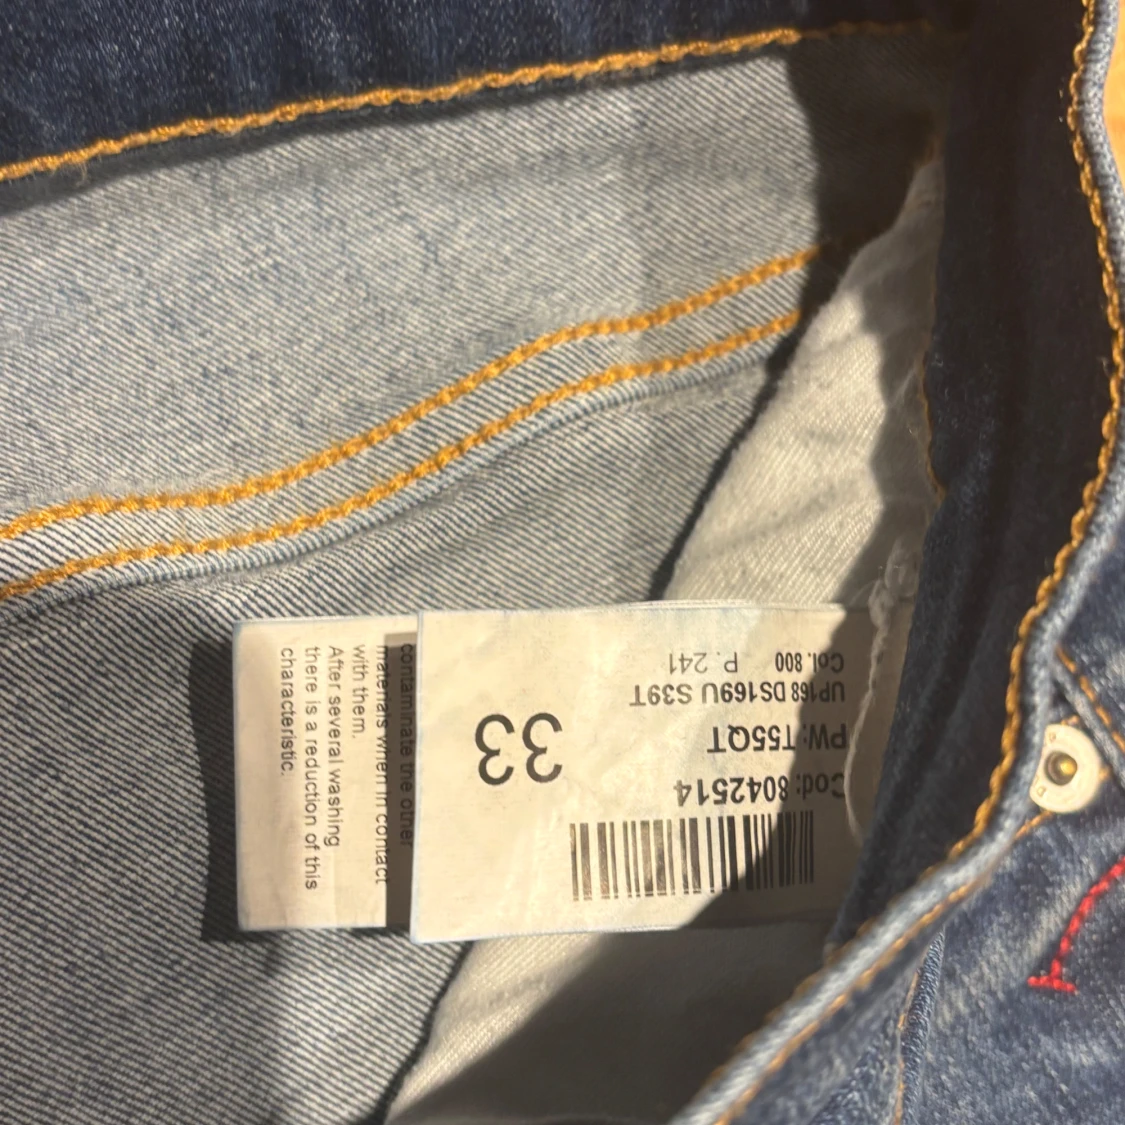 Col. 800 P. 241
UP168 DS169U S39T
PW: T55QT
Cod: 8042514
33
contaminate the other
materials when in contact
with them.
After several washing
there is a reduction of this
characteristic.